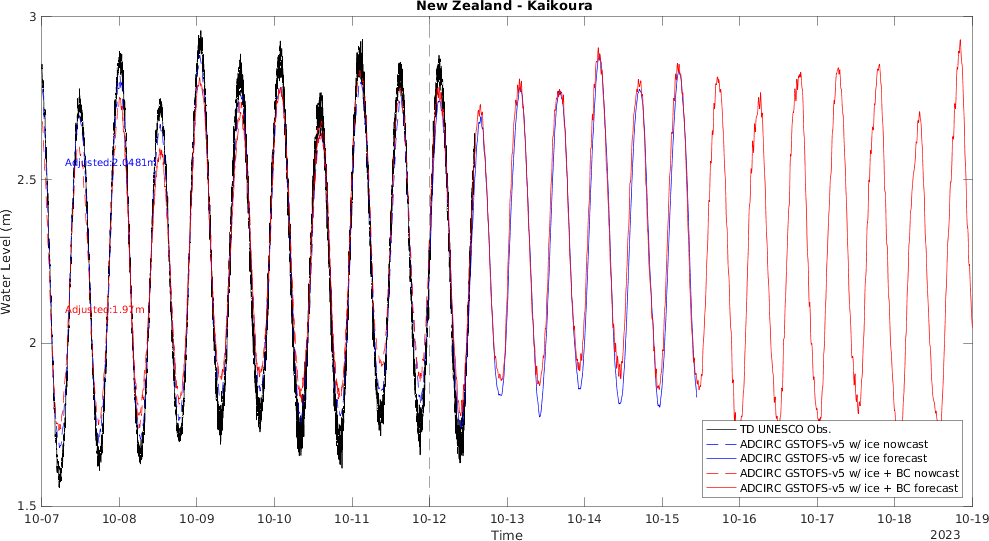 New Zealand - Kaikoura
3
2.5
2
1.5
Water Level (m)
Adjusted:2.0481m
Adjusted:1.97m
TD UNESCO Obs.
ADCIRC GSTOFS-v5 w/ ice nowcast
ADCIRC GSTOFS-v5 w/ ice forecast
ADCIRC GSTOFS-v5 w/ ice + BC nowcast
ADCIRC GSTOFS-v5 w/ ice + BC forecast
10-07 10-08 10-09 10-10 10-11 10-12 10-13 10-14 10-15 10-16 10-17 10-18 10-19
Time
2023